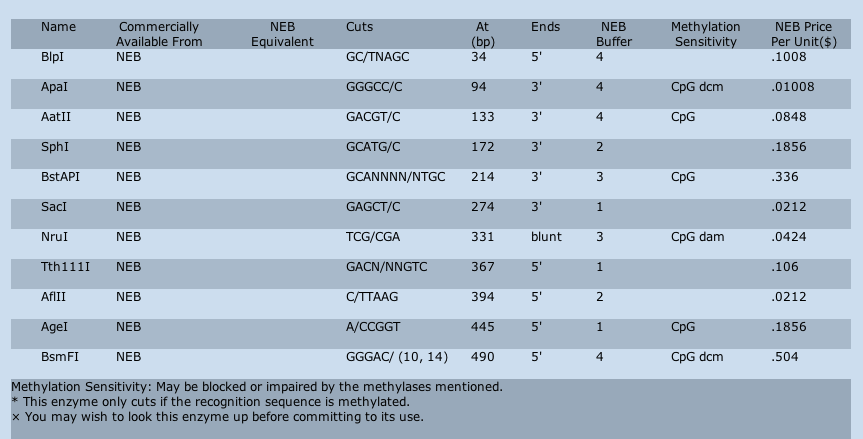 Name Commercially Available From NEB Equivalent Cuts At (bp) Ends NEB Buffer Methylation Sensitivity NEB Price Per Unit($)
BlpI NEB GC/TNAGC 34 5' 4 .1008
ApaI NEB GGGCC/C 94 3' 4 CpG dcm .01008
AatII NEB GACGT/C 133 3' 4 CpG .0848
SphI NEB GCATG/C 172 3' 2 .1856
BstAPI NEB GCANNNN/NTGC 214 3' 3 CpG .336
SacI NEB GAGCT/C 274 3' 1 .0212
NruI NEB TCG/CGA 331 blunt 3 CpG dam .0424
Tth111I NEB GACN/NNGTC 367 5' 1 .106
AflII NEB C/TTAAG 394 5' 2 .0212
AgeI NEB A/CCGGT 445 5' 1 CpG .1856
BsmFI NEB GGGAC/ (10, 14) 490 5' 4 CpG dcm .504
Methylation Sensitivity: May be blocked or impaired by the methylases mentioned.
* This enzyme only cuts if the recognition sequence is methylated.
× You may wish to look this enzyme up before committing to its use.